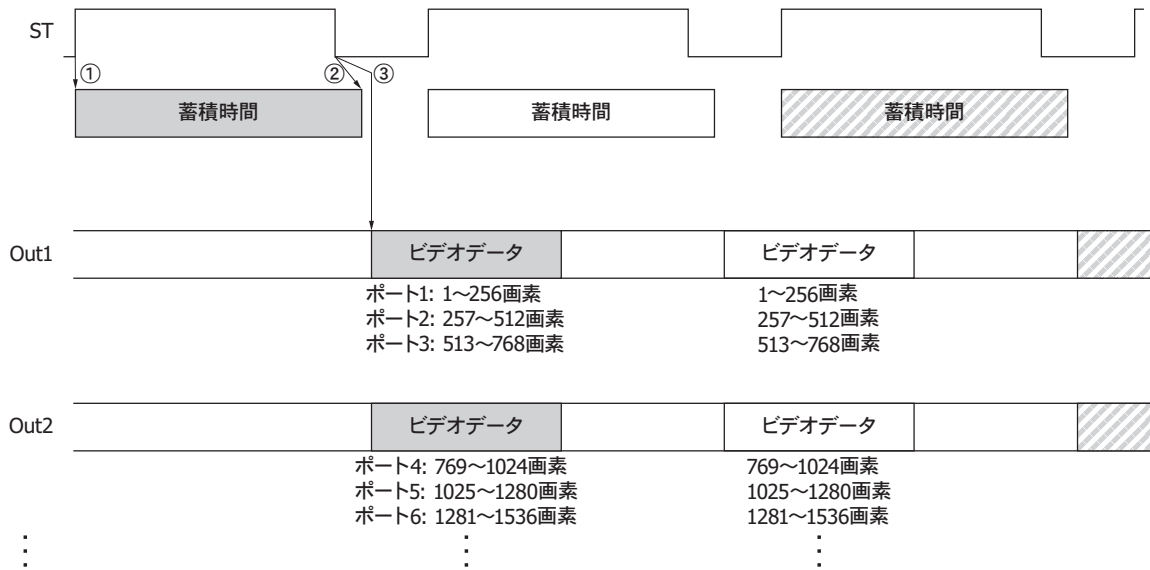 ST
① ② ③
蓄積時間 蓄積時間 蓄積時間
Out1 ビデオデータ ビデオデータ
ポート1: 1～256画素 1～256画素
ポート2: 257～512画素 257～512画素
ポート3: 513～768画素 513～768画素
Out2 ビデオデータ ビデオデータ
ポート4: 769～1024画素 769～1024画素
ポート5: 1025～1280画素 1025～1280画素
ポート6: 1281～1536画素 1281～1536画素